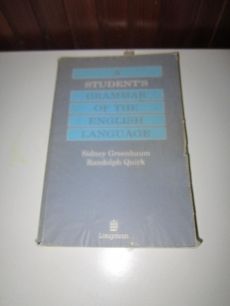 A
STUDENT'S
GRAMMAR
OF THE
ENGLISH
LANGUAGE
Sidney Greenbaum
Randolph Quirk
Longman